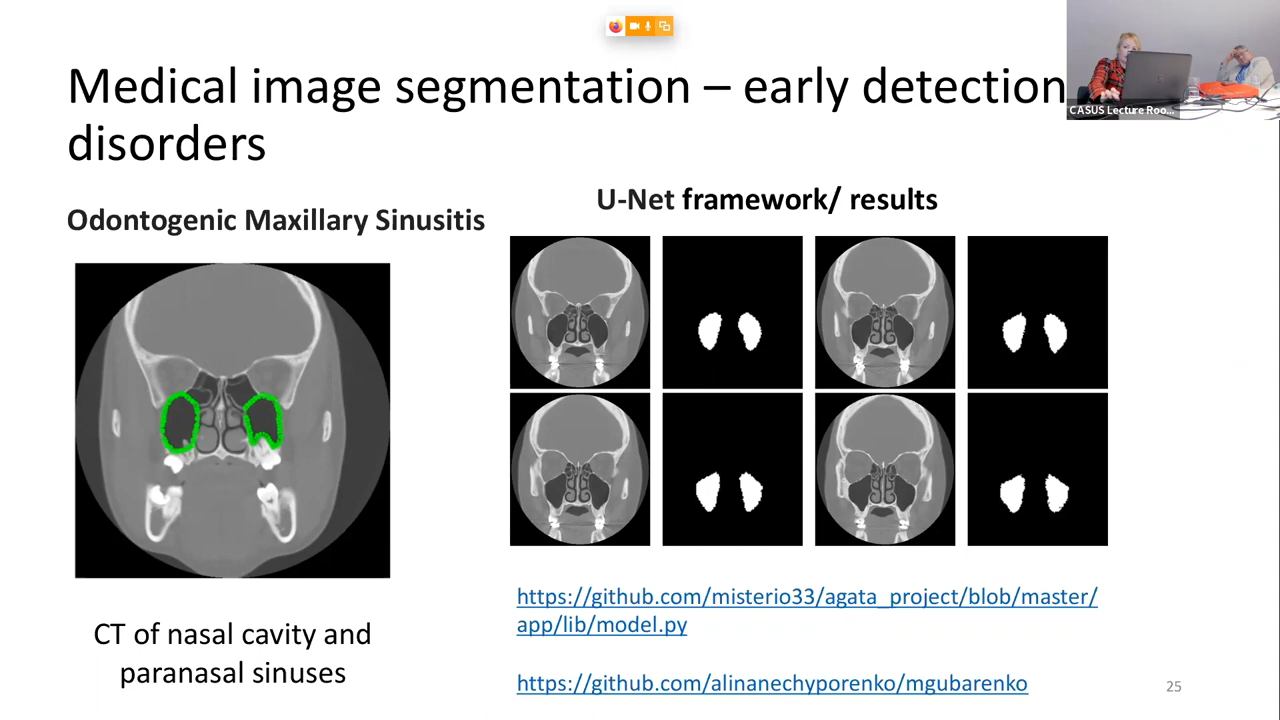 Medical image segmentation – early detection
disorders
CASUS Lecture Roo...
Odontogenic Maxillary Sinusitis
U-Net framework/ results
CT of nasal cavity and
paranasal sinuses
https://github.com/misterio33/agata_project/blob/master/
app/lib/model.py
https://github.com/alinanechyporenko/mgubarenko
25